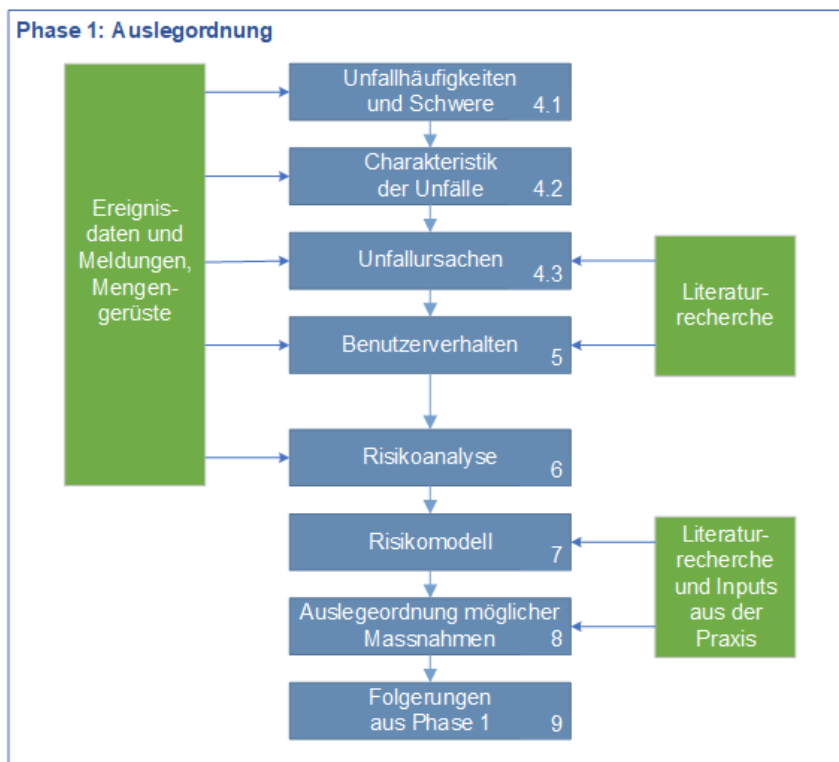 Phase 1: Auslegordnung
Unfallhäufigkeiten
und Schwere 4.1
Charakteristik
der Unfälle 4.2
Ereignis-
daten und
Meldungen,
Mengen-
gerüste
Unfallursachen 4.3
Literatur-
recherche
Benutzerverhalten 5
Risikoanalyse 6
Risikomodell 7
Literatur-
recherche
und Inputs
aus der
Praxis
Auslegeordnung möglicher
Massnahmen 8
Folgerungen
aus Phase 1 9